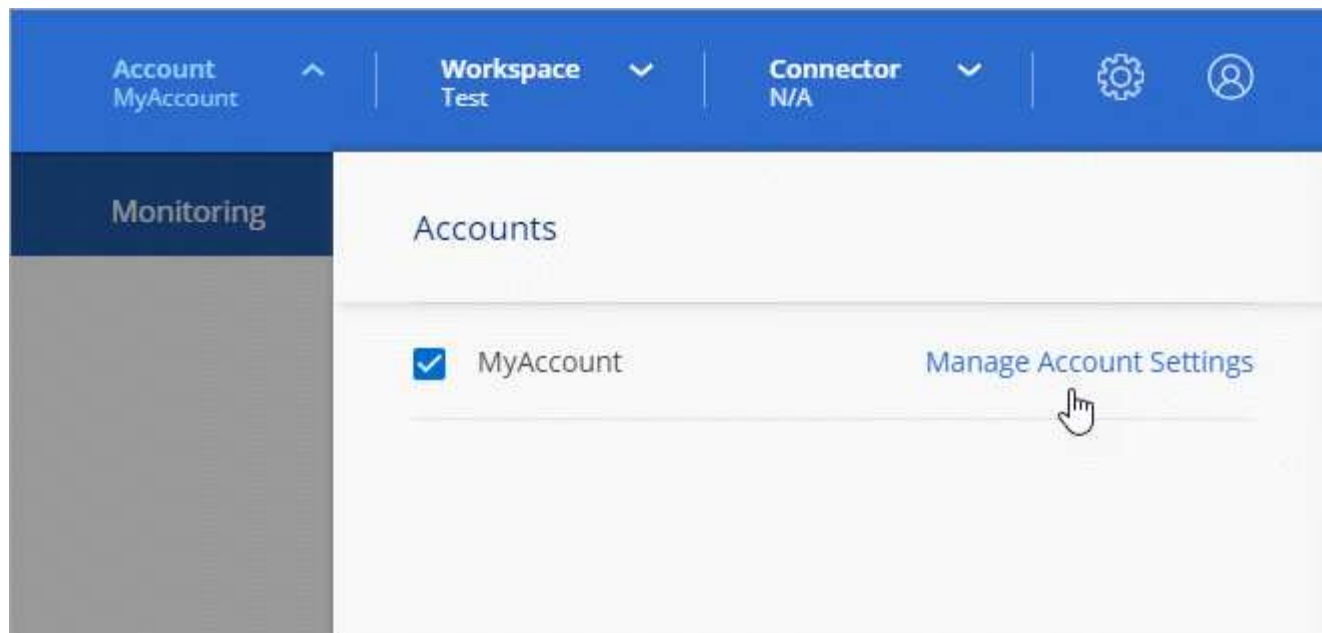 Account
MyAccount
Workspace
Test
Connector
N/A
Monitoring
Accounts
MyAccount
Manage Account Settings